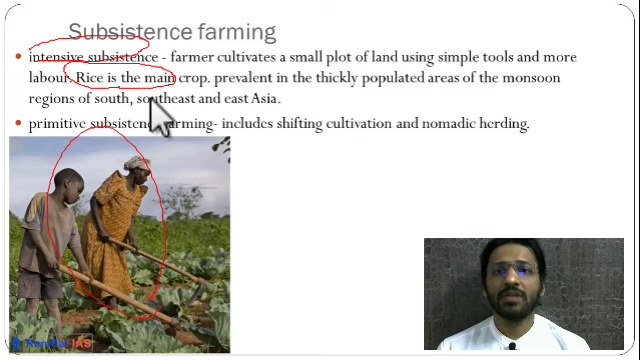 Subsistence farming
• intensive subsistence - farmer cultivates a small plot of land using simple tools and more
labour. Rice is the main crop. prevalent in the thickly populated areas of the monsoon
regions of south, southeast and east Asia.
• primitive subsistence farming- includes shifting cultivation and nomadic herding.
IAS